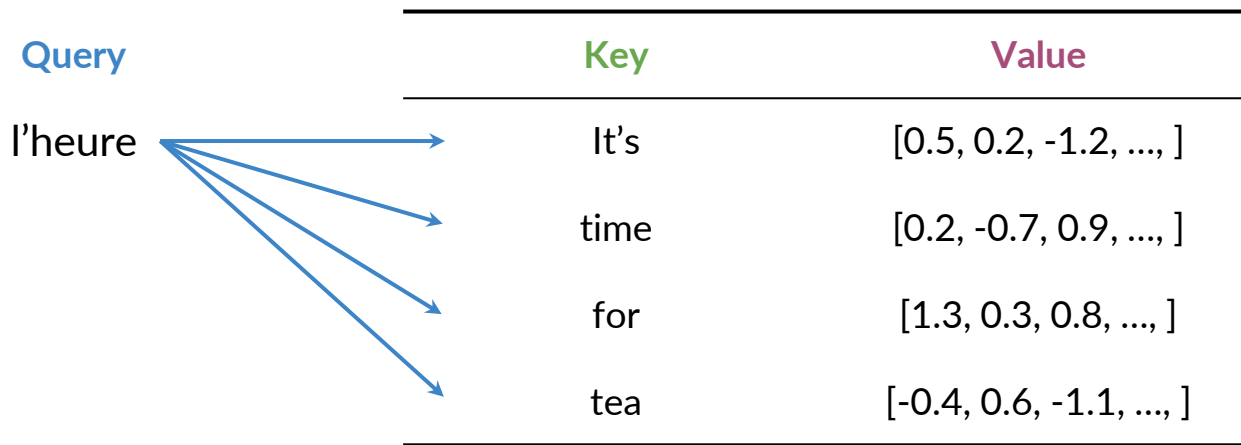 Query Key Value
l’heure It’s [0.5, 0.2, -1.2, ..., ]
time [0.2, -0.7, 0.9, ..., ]
for [1.3, 0.3, 0.8, ..., ]
tea [-0.4, 0.6, -1.1, ..., ]